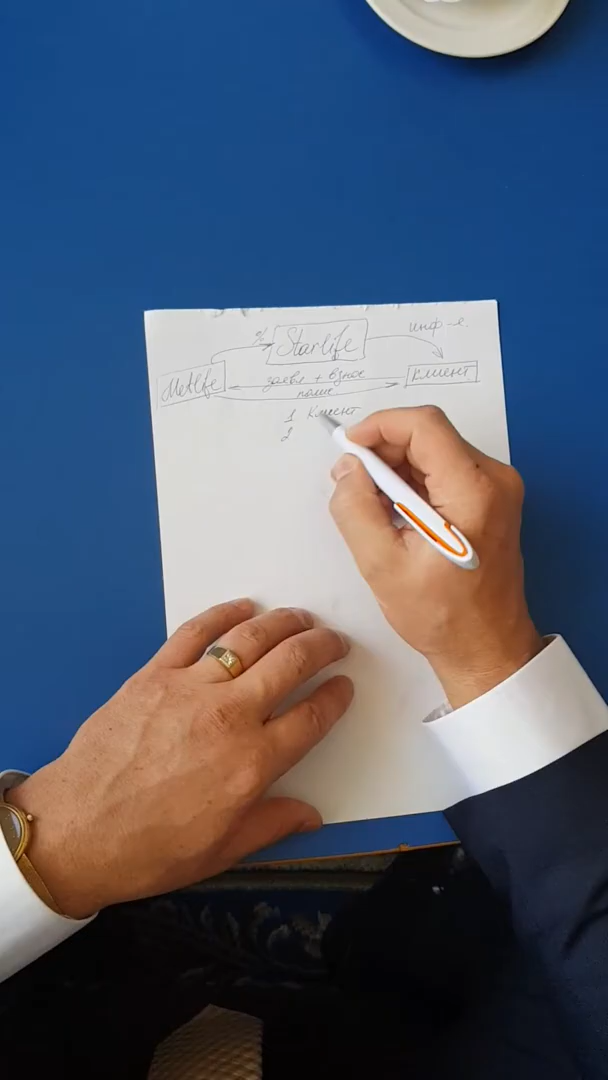 % Starlife инф-я
MetLife заявл + взнос Клиент
полис
1 Клиент
2